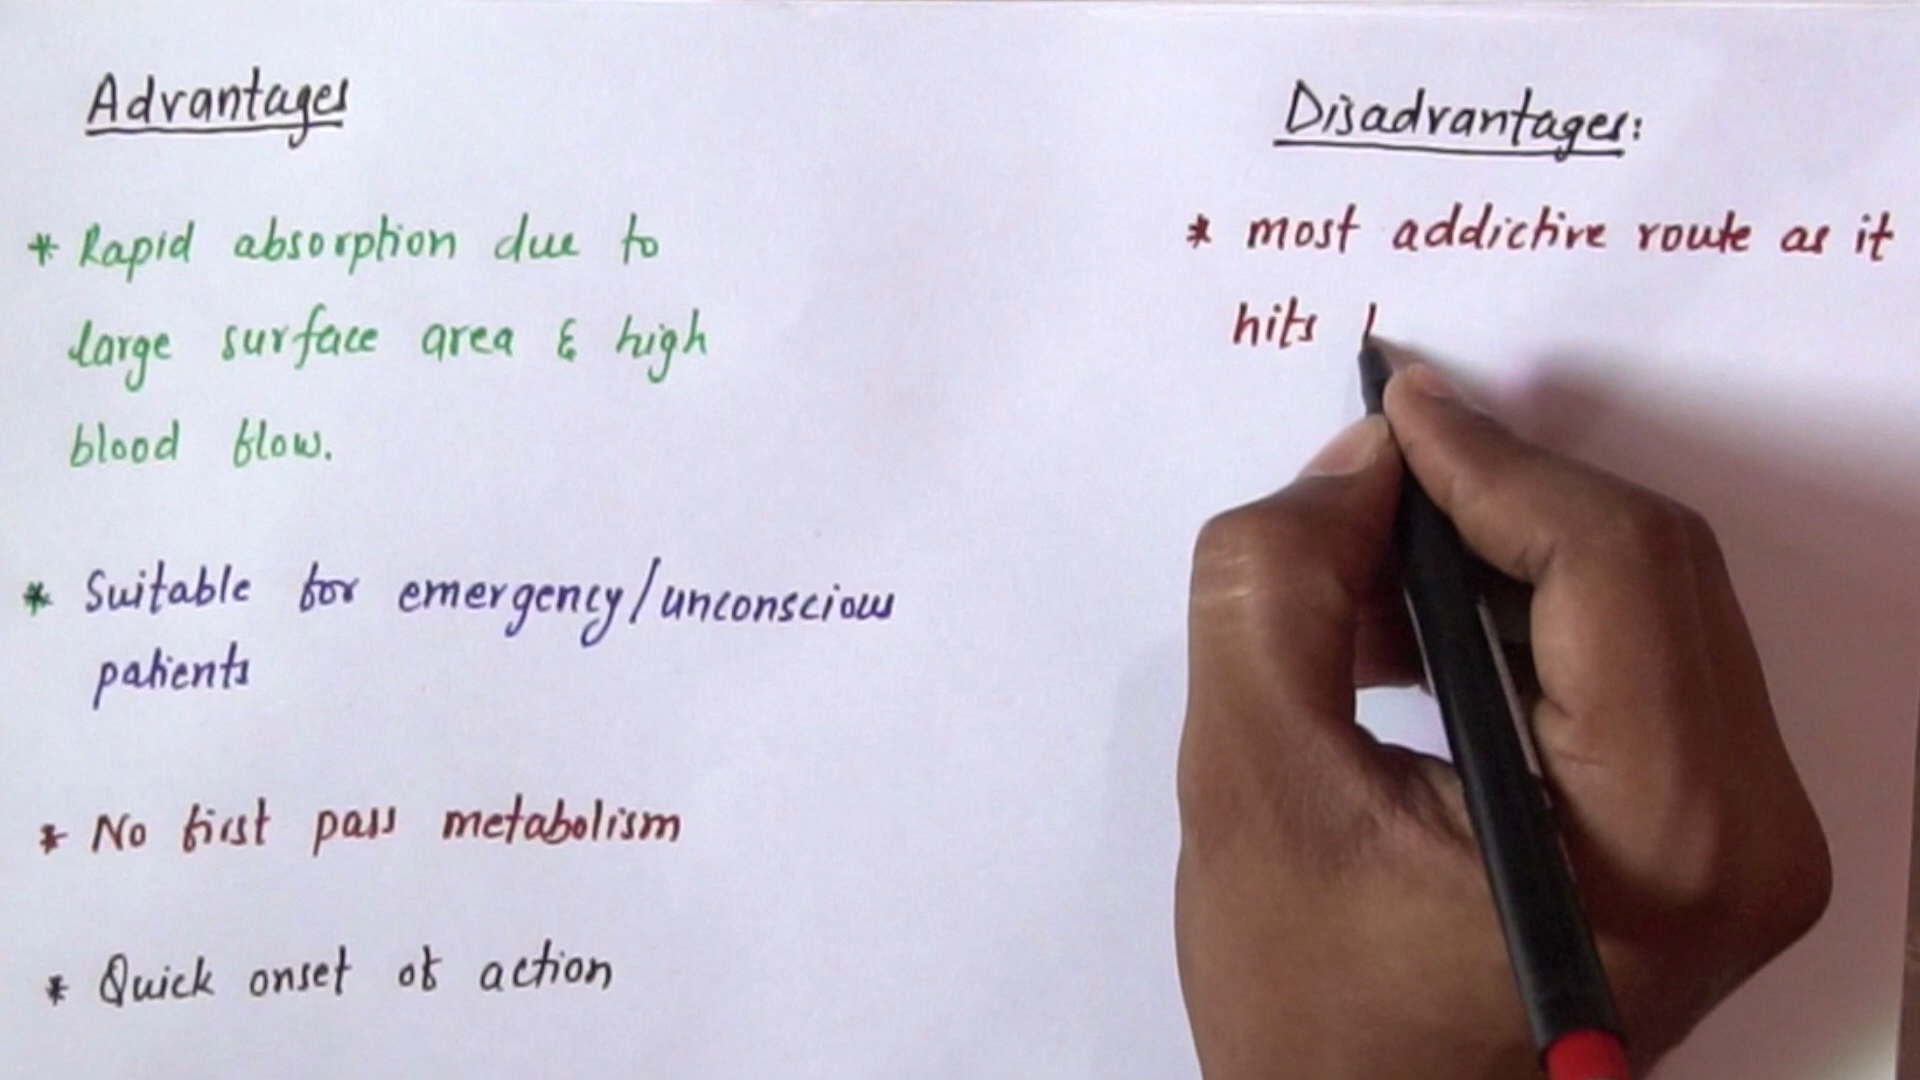 Advantages
* Rapid absorption due to
large surface area & high
blood flow.
* Suitable for emergency/unconscious
patients
* No first pass metabolism
* Quick onset of action
Disadvantages:
* most addictive route as it
hits